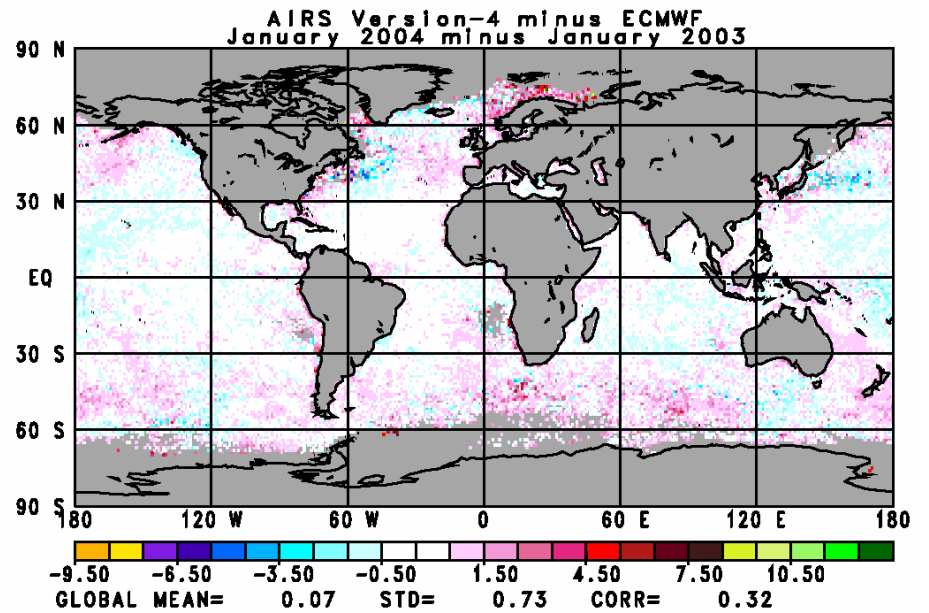 AIRS Version-4 minus ECMWF
January 2004 minus January 2003
90 N
60 N
30 N
EQ
30 S
60 S
90 S
180 120 W 60 W 0 60 E 120 E 180
-9.50 -6.50 -3.50 -0.50 1.50 4.50 7.50 10.50
GLOBAL MEAN= 0.07 STD= 0.73 CORR= 0.32